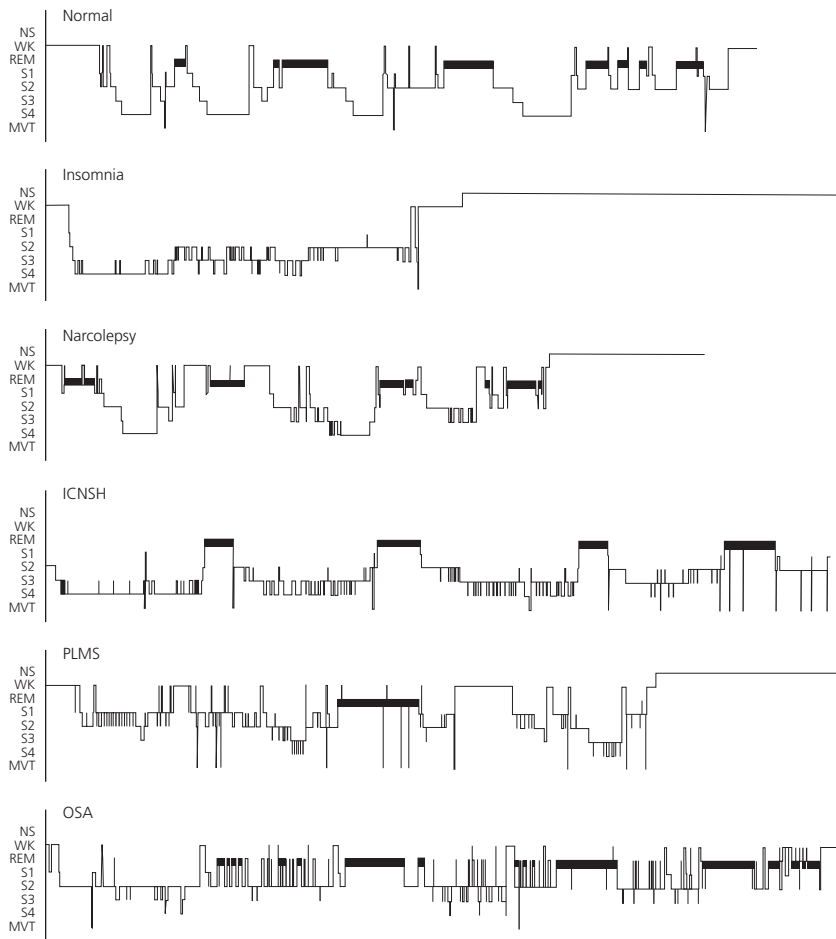 Normal
NS
WK
REM
S1
S2
S3
S4
MVT
Insomnia
NS
WK
REM
S1
S2
S3
S4
MVT
Narcolepsy
NS
WK
REM
S1
S2
S3
S4
MVT
ICNSH
NS
WK
REM
S1
S2
S3
S4
MVT
PLMS
NS
WK
REM
S1
S2
S3
S4
MVT
OSA
NS
WK
REM
S1
S2
S3
S4
MVT